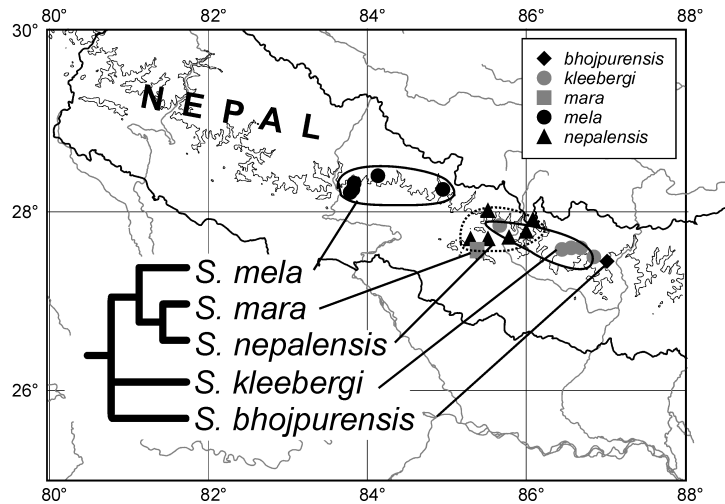 80° 82° 84° 86° 88°
30°
bhojpurensis
kleebergi
mara
mela
nepalensis
NEPAL
28°
S. mela
S. mara
S. nepalensis
S. kleebergi
S. bhojpurensis
26°
80° 82° 84° 86° 88°